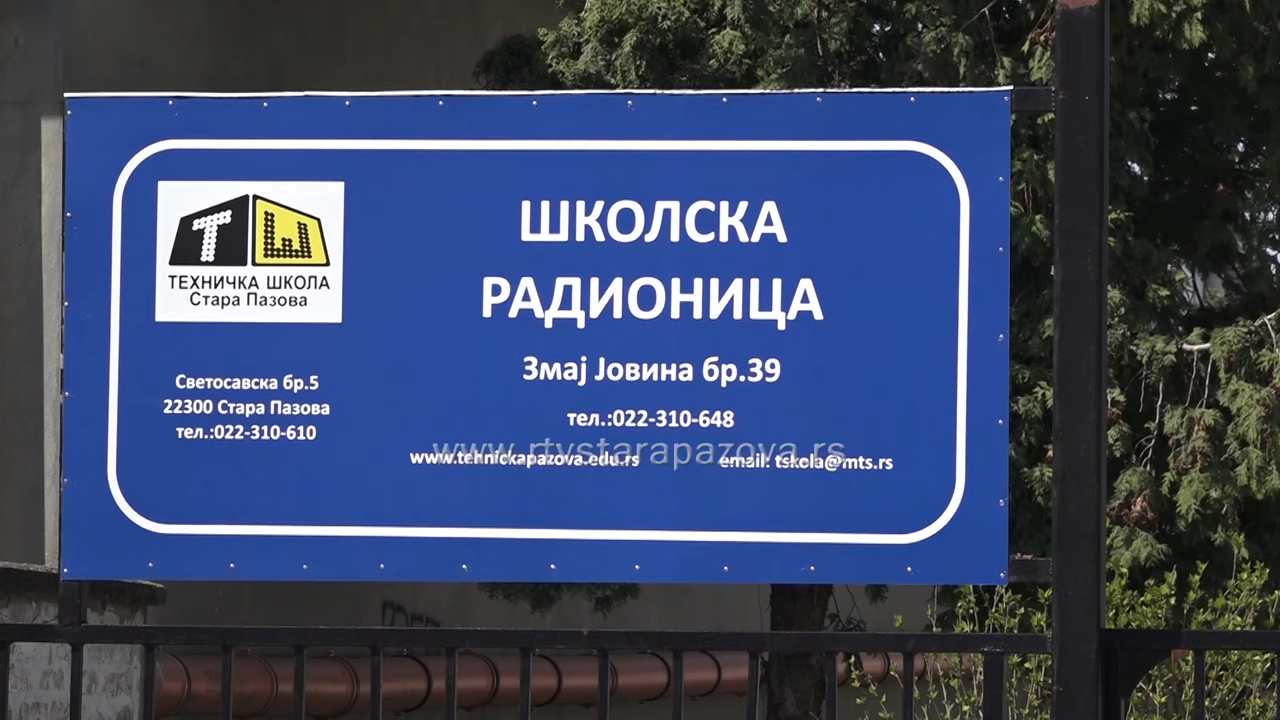 ТШ
ТЕХНИЧКА ШКОЛА
Стара Пазова
Светосавска бр.5
22300 Стара Пазова
тел.:022-310-610
ШКОЛСКА
РАДИОНИЦА
Змај Јовина бр.39
тел.:022-310-648
www.rtvstarapazova.rs
www.tehnickapazova.edu.rs email: tskola@mts.rs